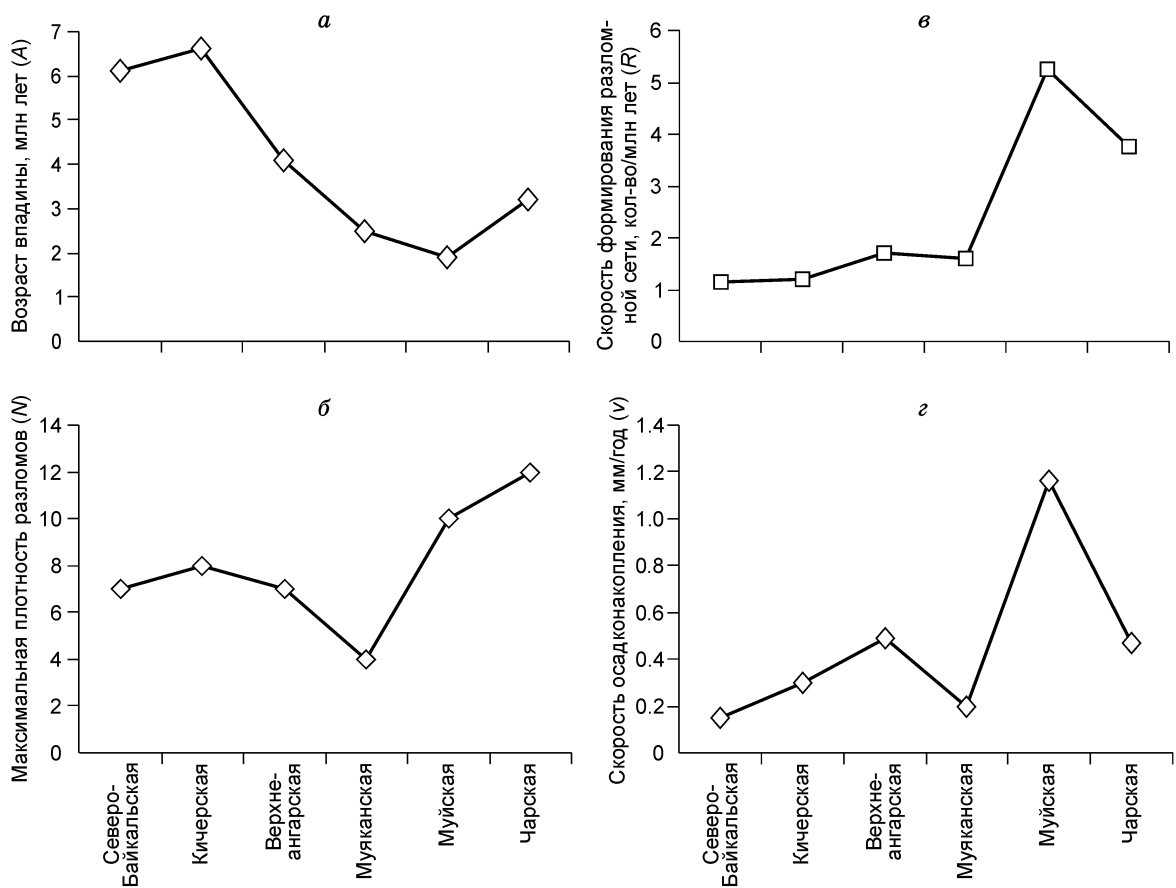 а
Возраст впадины, млн лет (A)
7
6
5
4
3
2
1
0
в
Скорость формирования разлом-
ной сети, кол-во/млн лет (R)
6
5
4
3
2
1
0
б
Максимальная плотность разломов (N)
14
12
10
8
6
4
2
0
Северо-
Байкальская
Кичерская
Верхне-
ангарская
Муяканская
Муйская
Чарская
г
Скорость осадконакопления, мм/год (v)
1.4
1.2
1.0
0.8
0.6
0.4
0.2
0
Северо-
Байкальская
Кичерская
Верхне-
ангарская
Муяканская
Муйская
Чарская